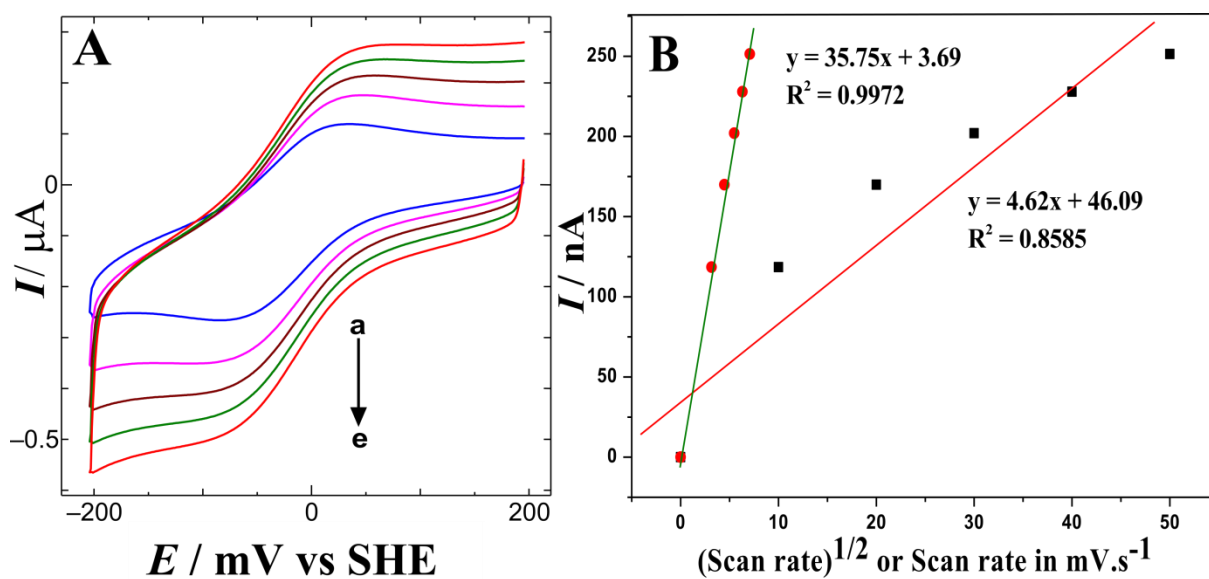 A
I / μA
0
−0.5
−200
0
200
E / mV vs SHE
a
e
B
I / nA
250
200
150
100
50
0
y = 35.75x + 3.69
R² = 0.9972
y = 4.62x + 46.09
R² = 0.8585
0 10 20 30 40 50
(Scan rate)^1/2 or Scan rate in mV.s^-1